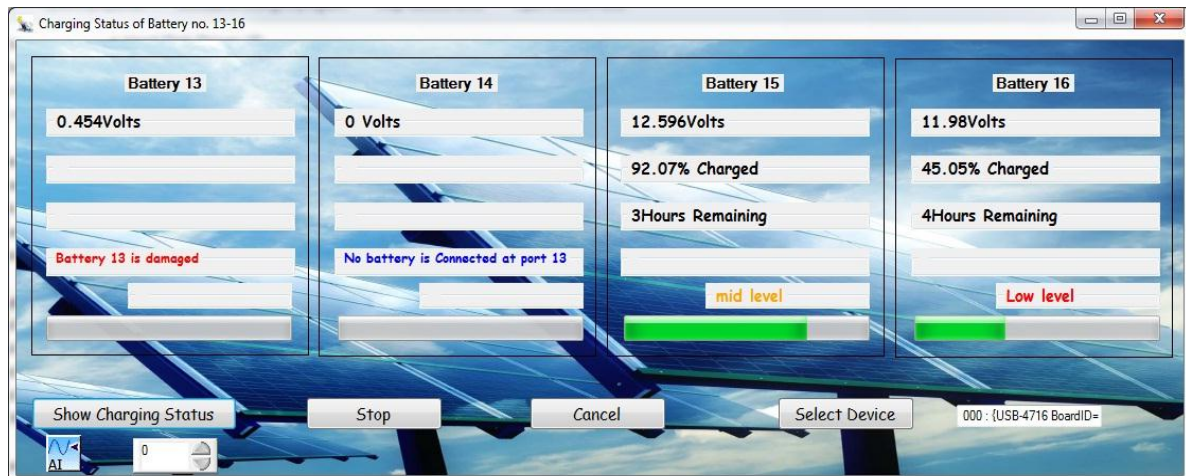 Charging Status of Battery no. 13-16
Battery 13
0.454Volts
Battery 13 is damaged
Battery 14
0 Volts
No battery is Connected at port 13
Battery 15
12.596Volts
92.07% Charged
3Hours Remaining
mid level
Battery 16
11.98Volts
45.05% Charged
4Hours Remaining
Low level
Show Charging Status
Stop
Cancel
Select Device
000 : {USB-4716 BoardID=
AI
0